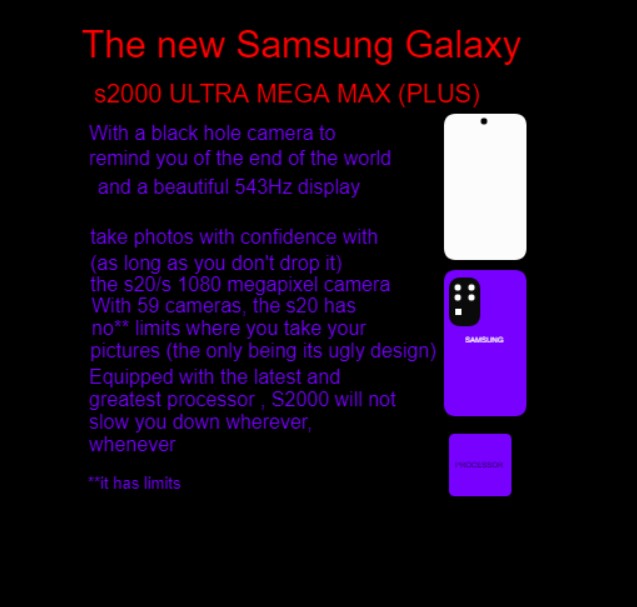 The new Samsung Galaxy
s2000 ULTRA MEGA MAX (PLUS)
With a black hole camera to
remind you of the end of the world
and a beautiful 543Hz display
take photos with confidence with
(as long as you don't drop it)
the s20/s 1080 megapixel camera
With 59 cameras, the s20 has
no** limits where you take your
pictures (the only being its ugly design)
Equipped with the latest and
greatest processor , S2000 will not
slow you down wherever,
whenever
**it has limits
SAMSUNG
PROCESSOR